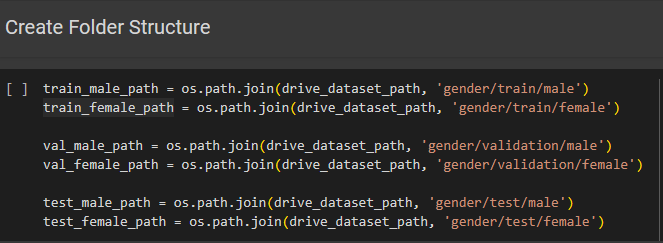 Create Folder Structure
[ ] train_male_path = os.path.join(drive_dataset_path, 'gender/train/male')
train_female_path = os.path.join(drive_dataset_path, 'gender/train/female')
val_male_path = os.path.join(drive_dataset_path, 'gender/validation/male')
val_female_path = os.path.join(drive_dataset_path, 'gender/validation/female')
test_male_path = os.path.join(drive_dataset_path, 'gender/test/male')
test_female_path = os.path.join(drive_dataset_path, 'gender/test/female')